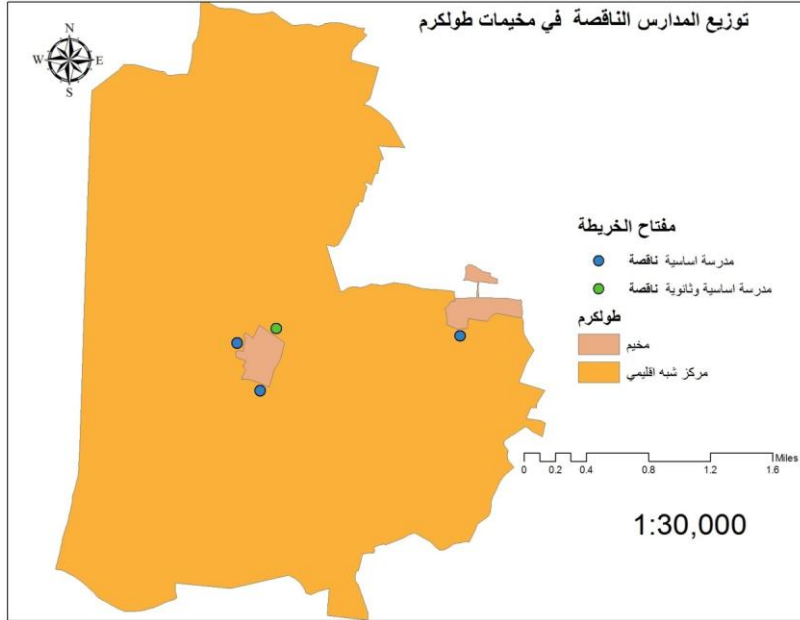 توزيع المدارس الناقصة في مخيمات طولكرم
N
W E
S
مفتاح الخريطة
مدرسة اساسية ناقصة
مدرسة اساسية وثانوية ناقصة
طولكرم
مخيم
مركز شبه اقليمي
Miles
0 0.2 0.4 0.8 1.2 1.6
1:30,000